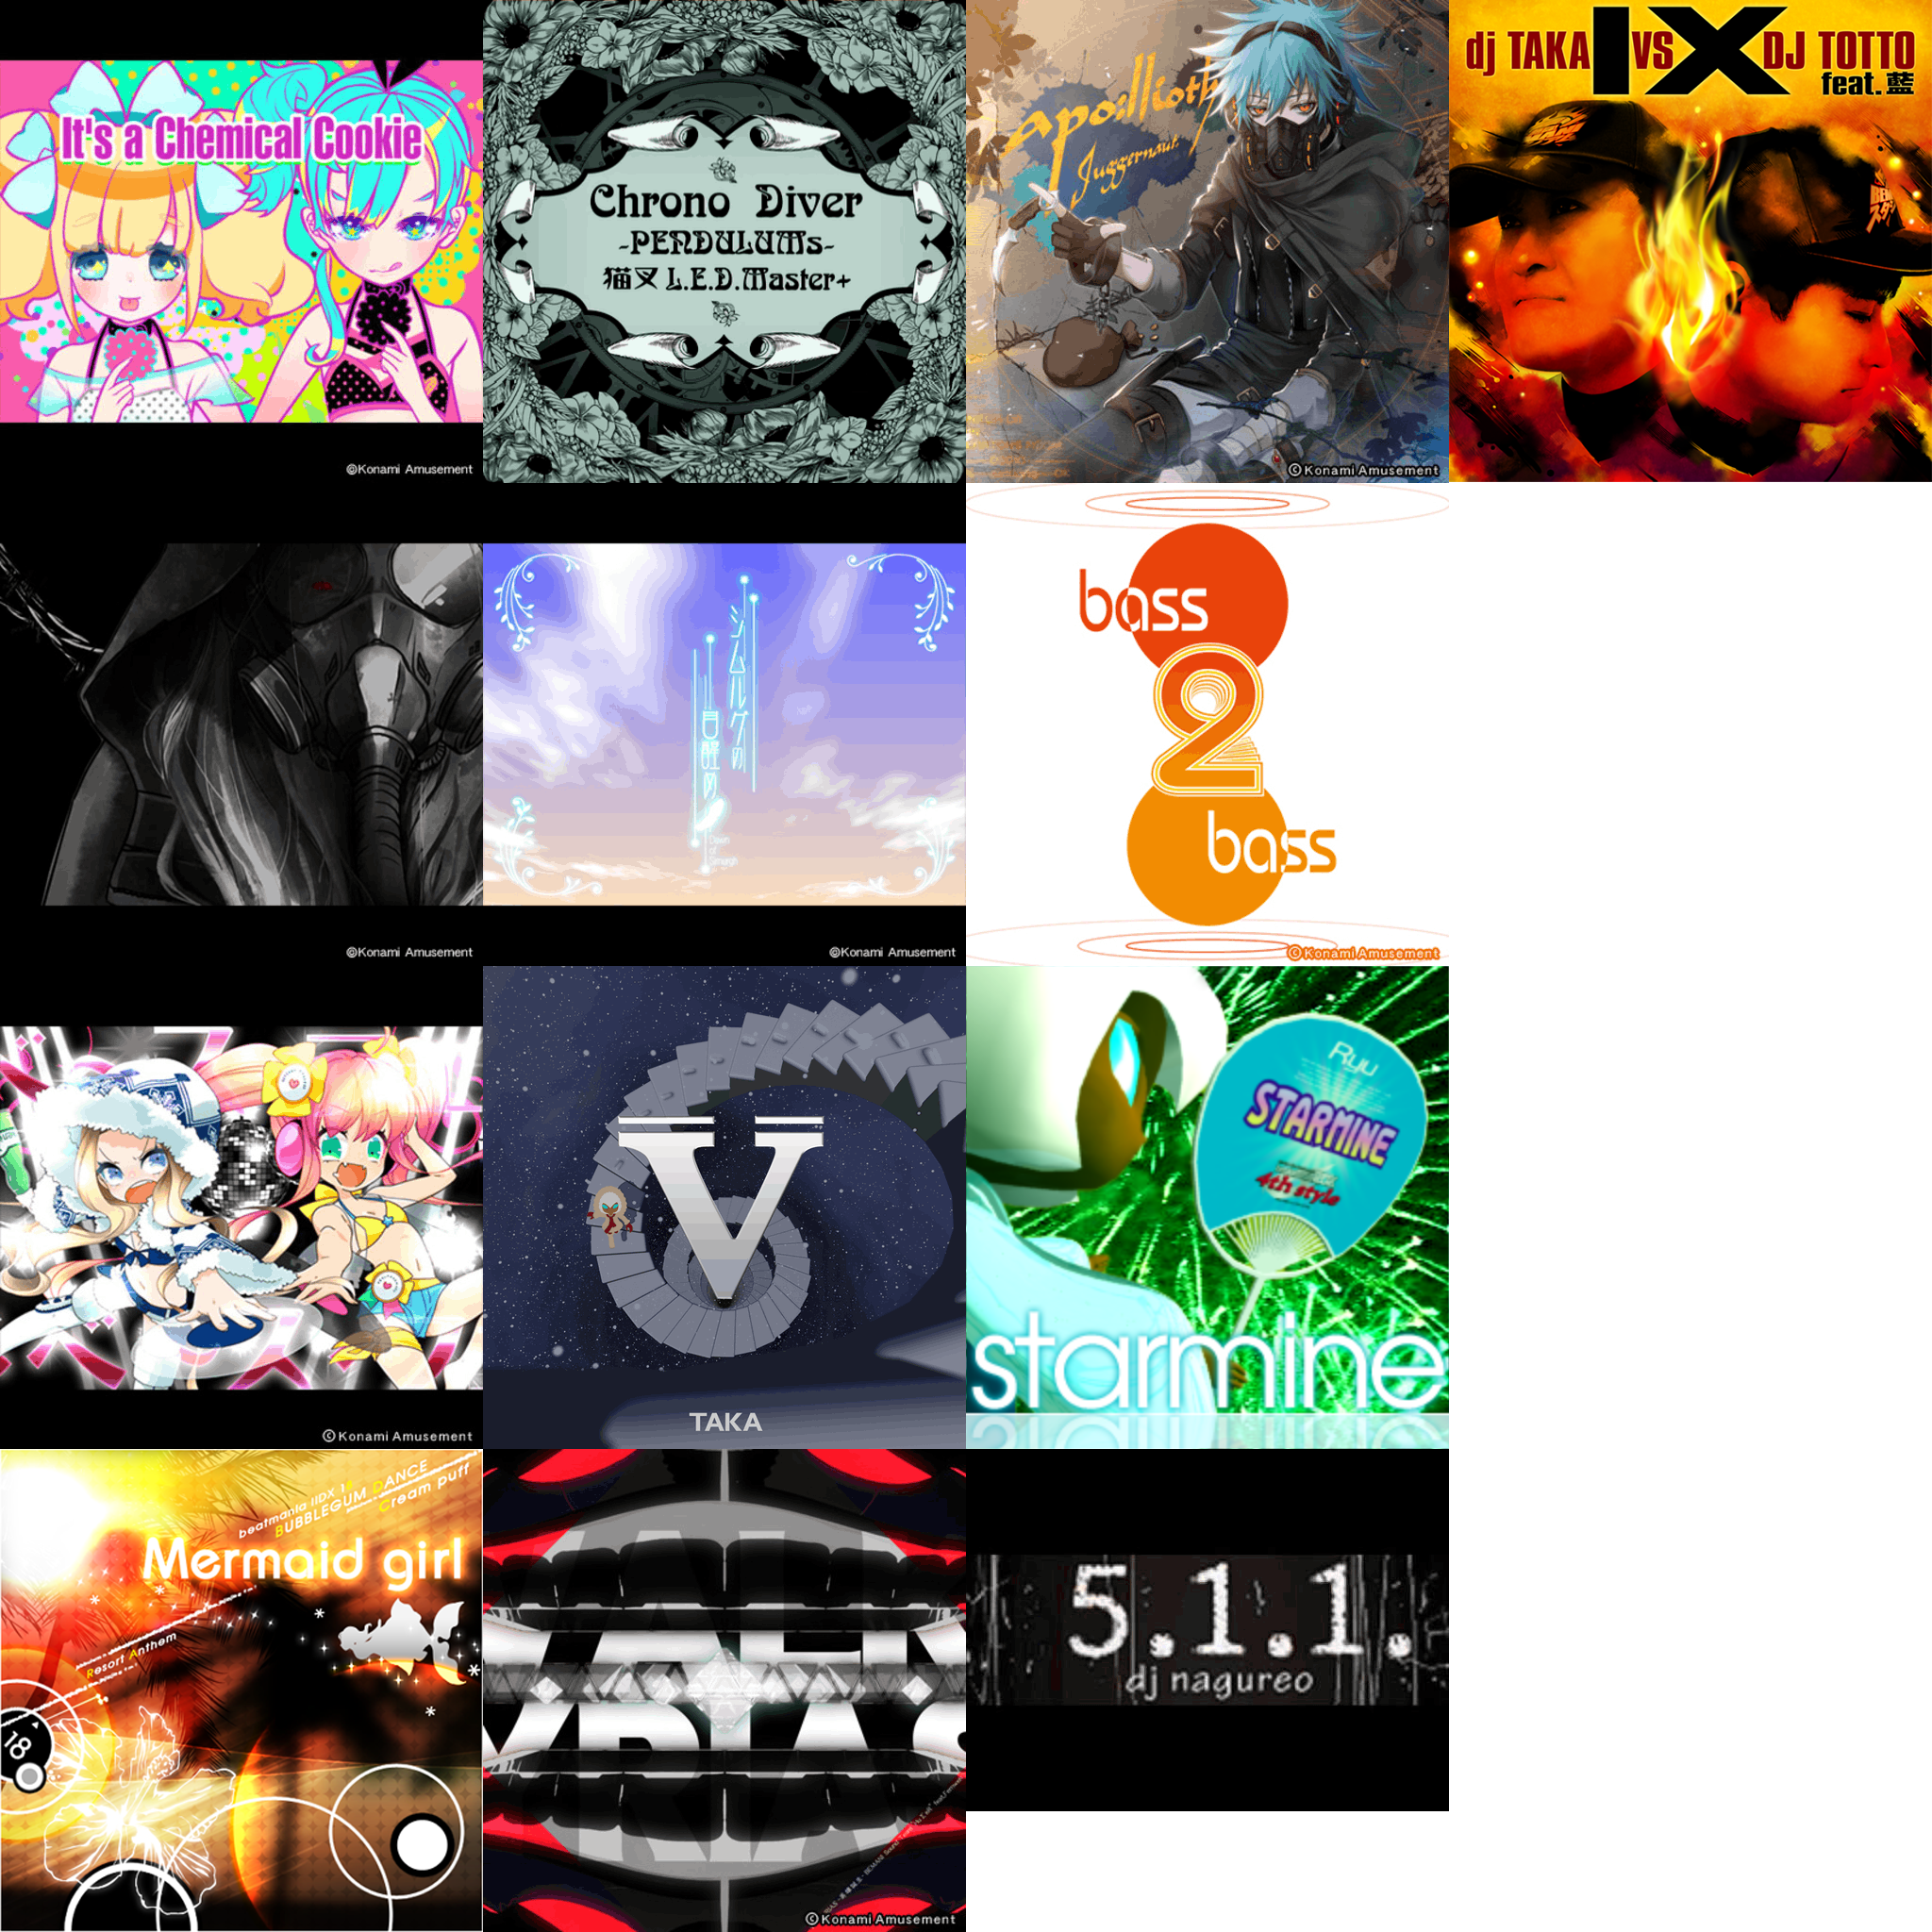 It's a Chemical Cookie
©Konami Amusement
Chrono Diver
-PENDULUMs-
猫叉 L.E.D.Master+
apo:llioth
Juggernaut.
©Konami Amusement
dj TAKA VS DJ TOTTO
IX
feat.藍
©Konami Amusement
シムルグの
目醒め
Dawn
of
Simurgh
©Konami Amusement
bass
2
bass
©Konami Amusement
©Konami Amusement
V
TAKA
Ryu
STARMINE
4th style
starmine
beatmania IIDX 18
BUBBLEGUM DANCE
Cream puff
Mermaid girl
Resort Anthem
18
©Konami Amusement
5.1.1.
dj nagureo